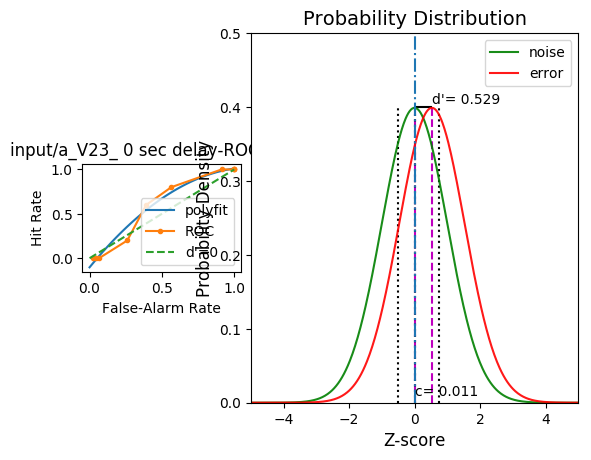 input/a_V23_ 0 sec delay-ROC
1.0
0.5
0.0
Hit Rate
polyfit
ROC
0.0
0.5
1.0
False-Alarm Rate
Probability Distribution
0.5
0.4
0.3
0.2
0.1
0.0
Probability Density
noise
error
d'= 0.529
c= 0.011
−4
−2
0
2
4
Z-score